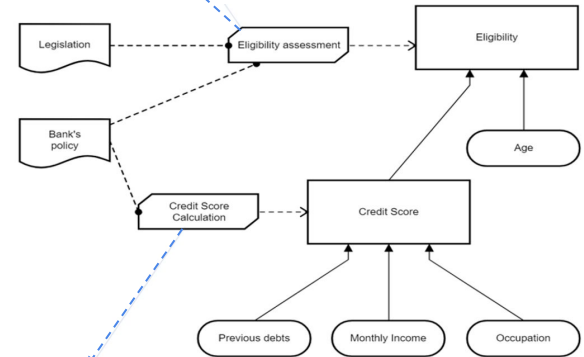 Legislation
Eligibility assessment
Eligibility
Bank's
policy
Age
Credit Score
Calculation
Credit Score
Previous debts
Monthly Income
Occupation